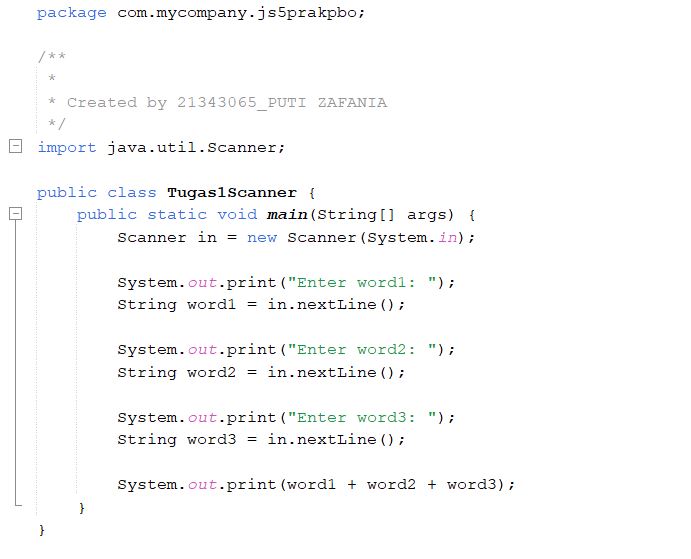 package com.mycompany.js5prakpbo;
/**
*
* Created by 21343065_PUTI ZAFANIA
*/
import java.util.Scanner;
public class Tugas1Scanner {
public static void main(String[] args) {
Scanner in = new Scanner(System.in);
System.out.print("Enter word1: ");
String word1 = in.nextLine();
System.out.print("Enter word2: ");
String word2 = in.nextLine();
System.out.print("Enter word3: ");
String word3 = in.nextLine();
System.out.print(word1 + word2 + word3);
}
}